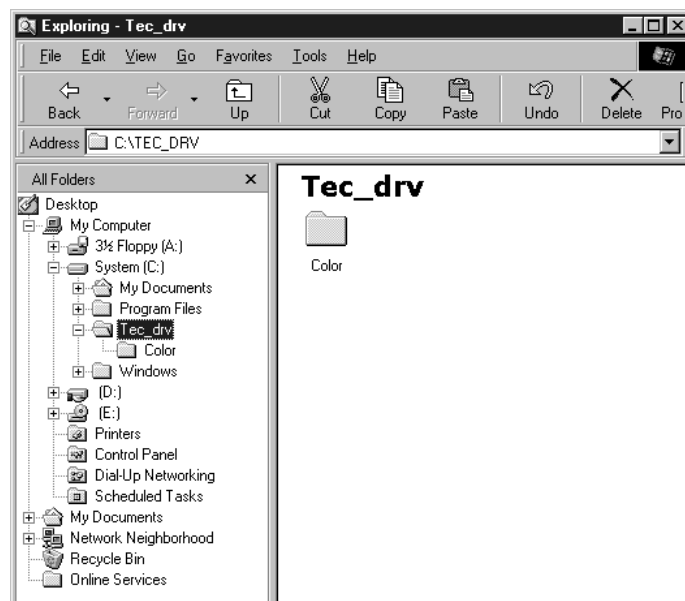 Exploring - Tec_drv
File Edit View Go Favorites Tools Help
Back Forward Up Cut Copy Paste Undo Delete Pro
Address C:\TEC_DRV
All Folders x
Tec_drv
Color
Desktop
My Computer
3½ Floppy (A:)
System (C:)
My Documents
Program Files
Tec_drv
Color
Windows
(D:)
(E:)
Printers
Control Panel
Dial-Up Networking
Scheduled Tasks
My Documents
Network Neighborhood
Recycle Bin
Online Services